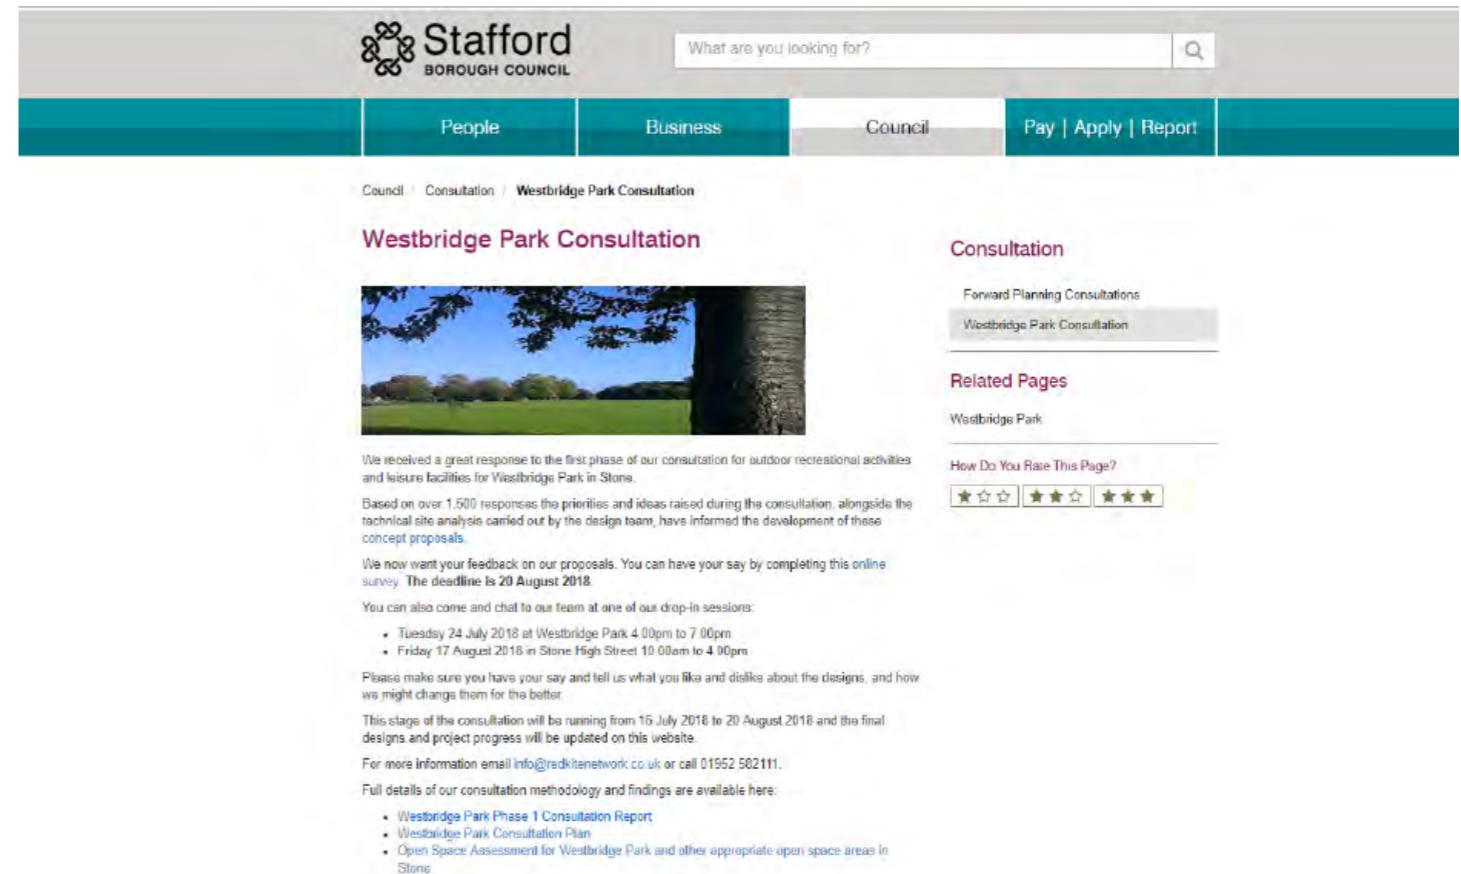 Stafford
BOROUGH COUNCIL
What are you looking for?
People
Business
Council
Pay | Apply | Report
Council / Consultation / Westbridge Park Consultation
Westbridge Park Consultation
We received a great response to the first phase of our consultation for outdoor recreational activities
and leisure facilities for Westbridge Park in Stone.
Based on over 1,500 responses the priorities and ideas raised during the consultation, alongside the
technical site analysis carried out by the design team, have informed the development of these
concept proposals.
We now want your feedback on our proposals. You can have your say by completing this online
survey. The deadline is 20 August 2018.
You can also come and chat to our team at one of our drop-in sessions:
• Tuesday 24 July 2018 at Westbridge Park 4.00pm to 7.00pm
• Friday 17 August 2018 in Stone High Street 10.00am to 4.00pm
Please make sure you have your say and tell us what you like and dislike about the designs, and how
we might change them for the better.
This stage of the consultation will be running from 16 July 2018 to 20 August 2018 and the final
designs and project progress will be updated on this website.
For more information email info@redkitenetwork.co.uk or call 01952 582111.
Full details of our consultation methodology and findings are available here:
• Westbridge Park Phase 1 Consultation Report
• Westbridge Park Consultation Plan
• Open Space Assessment for Westbridge Park and other appropriate open space areas in
Stone
Consultation
Forward Planning Consultations
Westbridge Park Consultation
Related Pages
Westbridge Park
How Do You Rate This Page?